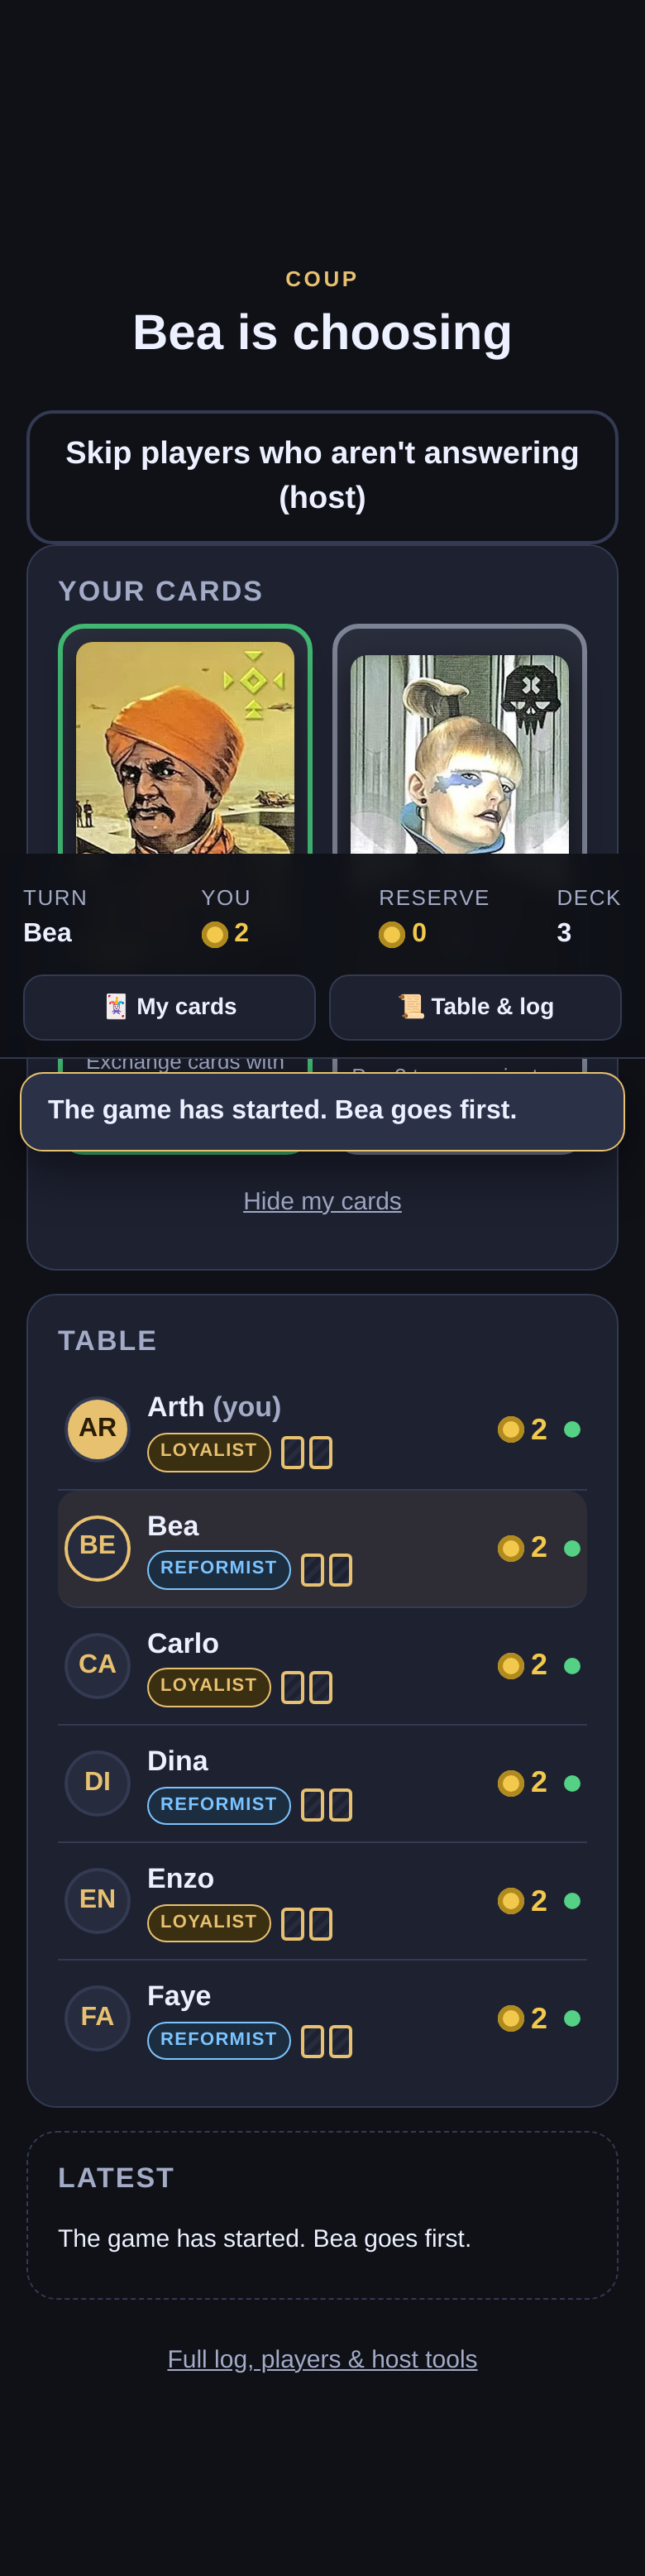 COUP
Bea is choosing
Skip players who aren't answering
(host)
YOUR CARDS
TURN
Bea
YOU
2
RESERVE
0
DECK
3
My cards
Table & log
Exchange cards with
The game has started. Bea goes first.
Hide my cards
TABLE
AR
Arth (you)
LOYALIST
2
BE
Bea
REFORMIST
2
CA
Carlo
LOYALIST
2
DI
Dina
REFORMIST
2
EN
Enzo
LOYALIST
2
FA
Faye
REFORMIST
2
LATEST
The game has started. Bea goes first.
Full log, players & host tools